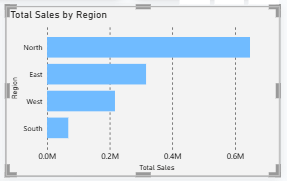 Total Sales by Region
North
East
West
South
Region
0.0M 0.2M 0.4M 0.6M
Total Sales